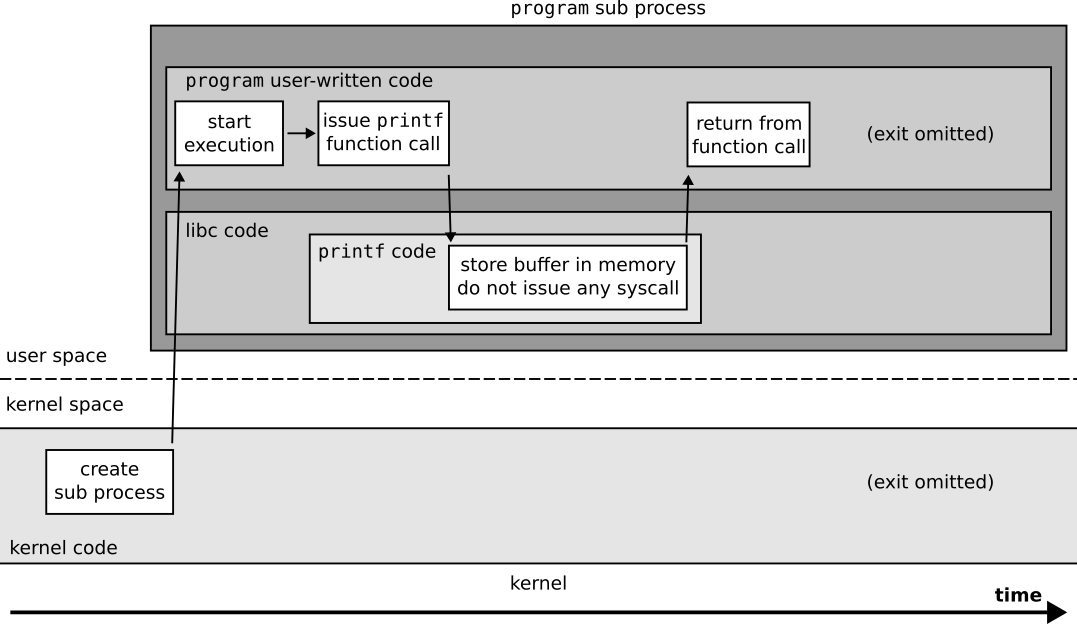 program sub process
program user-written code
start
execution
issue printf
function call
return from
function call
(exit omitted)
libc code
printf code
store buffer in memory
do not issue any syscall
user space
kernel space
create
sub process
(exit omitted)
kernel code
kernel
time